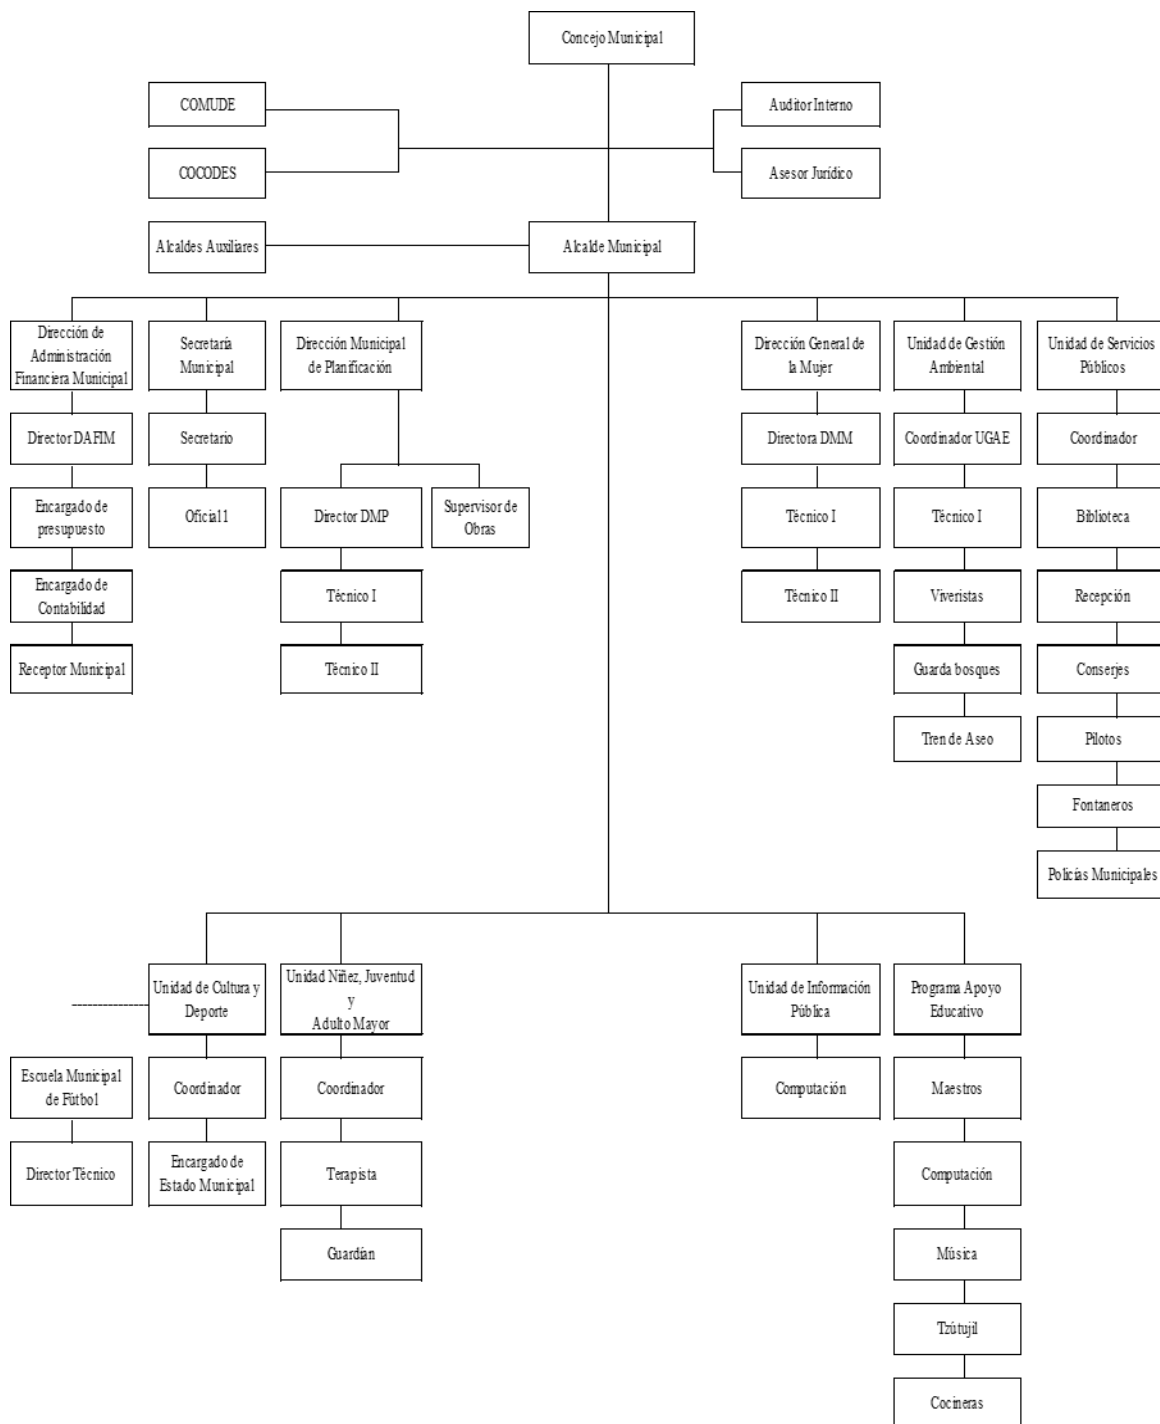 Concejo Municipal
COMUDE
Auditor Interno
COCODES
Asesor Jurídico
Alcaldes Auxiliares
Alcalde Municipal
Dirección de
Administración
Financiera Municipal
Secretaría
Municipal
Dirección Municipal
de Planificación
Dirección General de
la Mujer
Unidad de Gestión
Ambiental
Unidad de Servicios
Públicos
Director DAFIM
Secretario
Directora DMM
Coordinador UGAE
Coordinador
Encargado de
presupuesto
Oficial 1
Director DMP
Supervisor de
Obras
Técnico I
Técnico I
Biblioteca
Encargado de
Contabilidad
Técnico I
Técnico II
Viveristas
Recepción
Receptor Municipal
Técnico II
Guarda bosques
Conserjes
Tren de Aseo
Pilotos
Fontaneros
Policías Municipales
Unidad de Cultura y
Deporte
Unidad Niñez, Juventud
y
Adulto Mayor
Unidad de Información
Pública
Programa Apoyo
Educativo
Escuela Municipal
de Fútbol
Coordinador
Coordinador
Computación
Maestros
Director Técnico
Encargado de
Estado Municipal
Terapista
Computación
Guardían
Música
Tzútujil
Cocineras